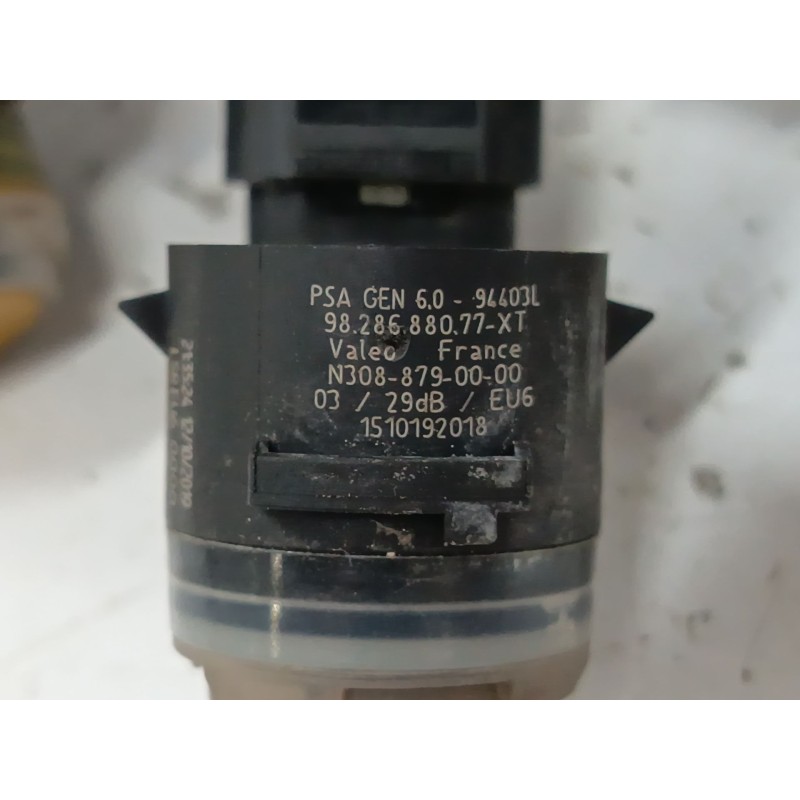 PSA GEN 6.0 - 94403L
98.286.880.77-XT
Valeo France
N308-879-00-00
03 / 29dB / EU6
1510192018